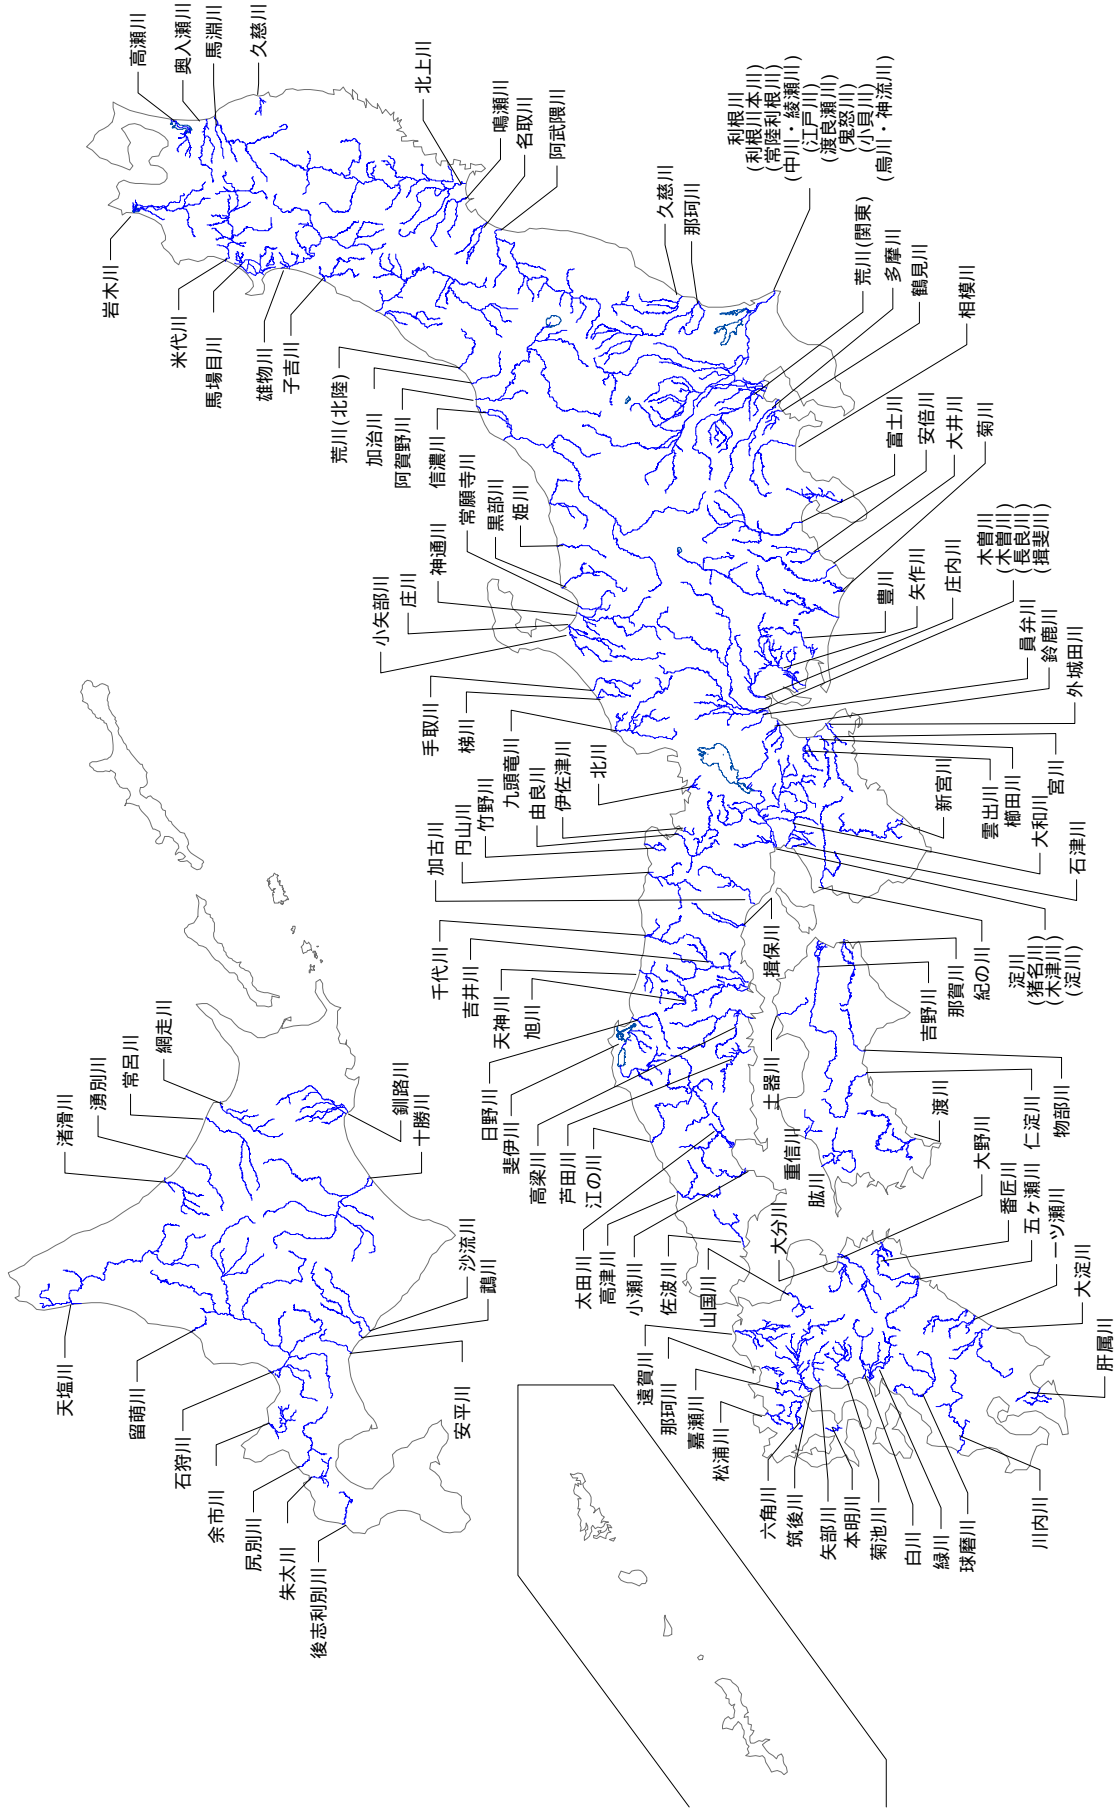 高瀬川
奥入瀬川
馬淵川
久慈川
北上川
鳴瀬川
名取川
阿武隈川
久慈川
那珂川
利根川
(利根川本川)
(常陸利根川)
(中川・綾瀬川)
(江戸川)
(渡良瀬川)
(鬼怒川)
(小貝川)
(烏川・神流川)
荒川(関東)
多摩川
鶴見川
相模川
富士川
安倍川
大井川
菊川
豊川
矢作川
庄内川
木曽川
(木曽川)
(長良川)
(揖斐川)
員弁川
鈴鹿川
外城田川
岩木川
米代川
馬場目川
雄物川
子吉川
荒川(北陸)
加治川
阿賀野川
信濃川
常願寺川
黒部川
姫川
神通川
庄川
小矢部川
手取川
梯川
九頭竜川
由良川
伊佐津川
北川
竹野川
円山川
加古川
新宮川
雲出川
櫛田川
宮川
大和川
石津川
千代川
吉井川
天神川
旭川
揖保川
淀川
(猪名川)
(木津川)
(淀川)
紀の川
那賀川
吉野川
日野川
斐伊川
高梁川
芦田川
江の川
土器川
重信川
肱川
渡川
仁淀川
物部川
太田川
高津川
小瀬川
佐波川
山国川
大分川
大野川
番匠川
五ヶ瀬川
一ツ瀬川
大淀川
肝属川
遠賀川
那珂川
嘉瀬川
松浦川
六角川
筑後川
矢部川
本明川
菊池川
白川
緑川
球磨川
川内川
渚滑川
湧別川
常呂川
網走川
釧路川
十勝川
沙流川
鵡川
安平川
天塩川
留萌川
石狩川
余市川
尻別川
朱太川
後志利別川